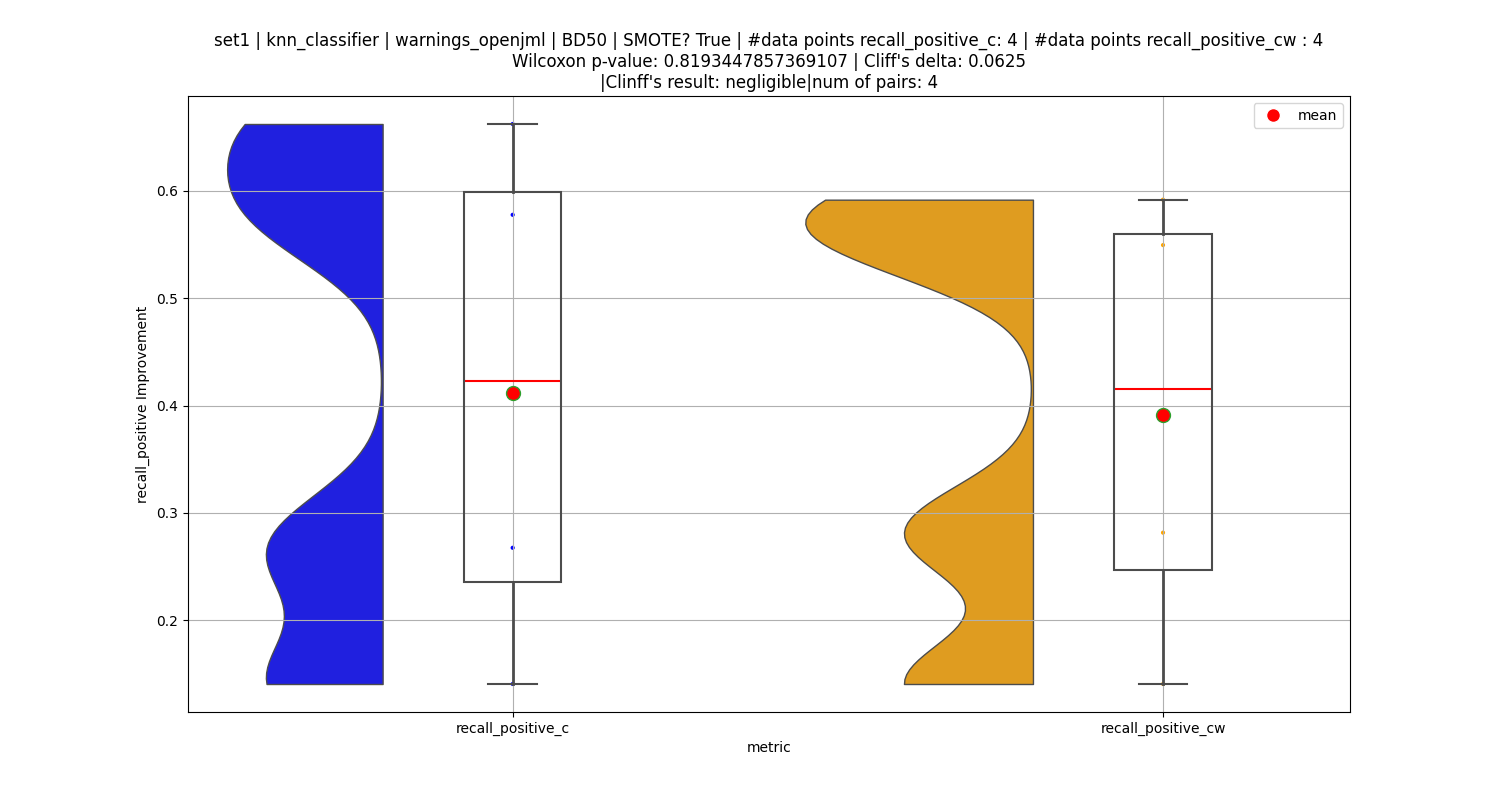 set1 | knn_classifier | warnings_openjml | BD50 | SMOTE? True | #data points recall_positive_c: 4 | #data points recall_positive_cw : 4
Wilcoxon p-value: 0.8193447857369107 | Cliff's delta: 0.0625
|Clinff's result: negligible|num of pairs: 4
mean
0.6
0.5
0.4
0.3
0.2
recall_positive Improvement
recall_positive_c
recall_positive_cw
metric